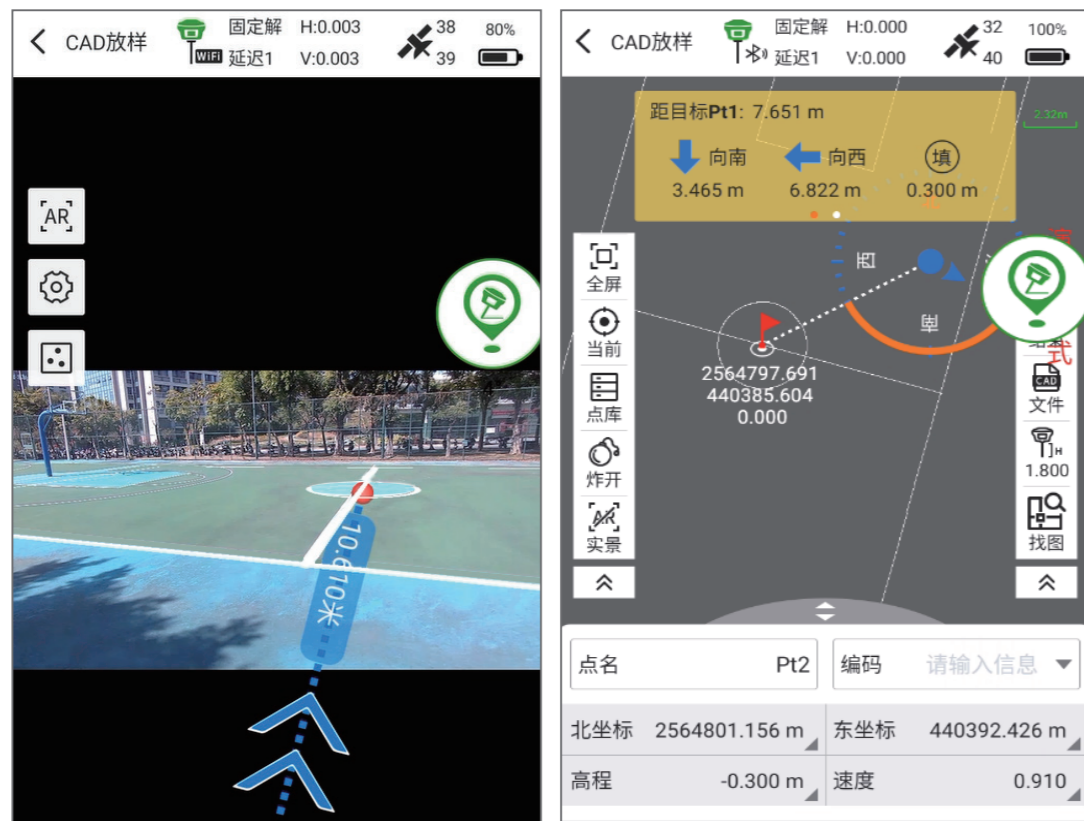 CAD放样
固定解
H:0.003
38
80%
WiFi
延迟1
V:0.003
39
AR
10.610米
CAD放样
固定解
H:0.000
32
100%
延迟1
V:0.000
40
距目标Pt1: 7.651 m
2.32m
向南
向西
填
3.465 m
6.822 m
0.300 m
全屏
当前
点库
炸开
AR
实景
西
南
2564797.691
440385.604
0.000
式
CAD
文件
H
1.800
找图
点名
Pt2
编码
请输入信息
北坐标
2564801.156 m
东坐标
440392.426 m
高程
-0.300 m
速度
0.910